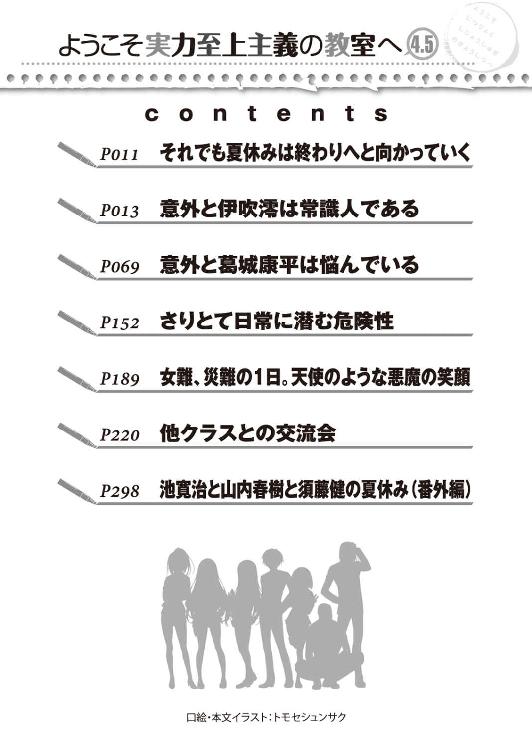 ようこそ実力至上主義の教室へ 4.5
contents
P011 それでも夏休みは終わりへと向かっていく
P013 意外と伊吹澪は常識人である
P069 意外と葛城康平は悩んでいる
P152 さりとて日常に潜む危険性
P189 女難、災難の1日。天使のような悪魔の笑顔
P220 他クラスとの交流会
P298 池寛治と山内春樹と須藤健の夏休み(番外編)
口絵・本文イラスト:トモセシュンサク